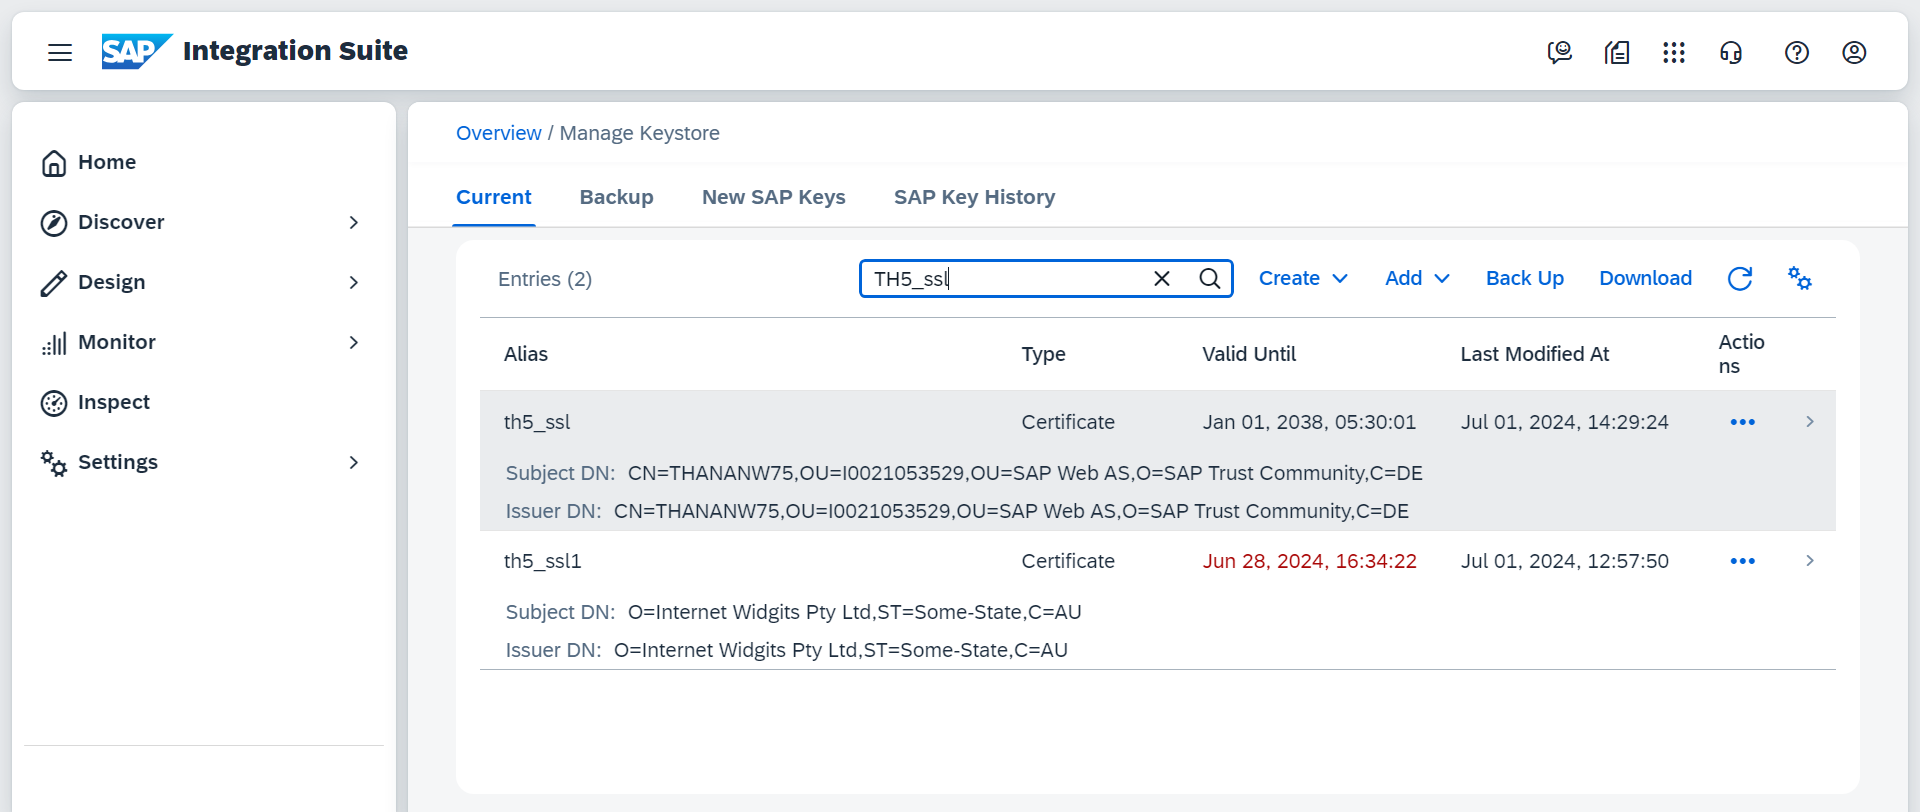 SAP Integration Suite
Home
Discover
Design
Monitor
Inspect
Settings
Overview / Manage Keystore
Current Backup New SAP Keys SAP Key History
Entries (2) TH5_ssl Create Add Back Up Download
Alias Type Valid Until Last Modified At Actio
ns
th5_ssl Certificate Jan 01, 2038, 05:30:01 Jul 01, 2024, 14:29:24
Subject DN: CN=THANANW75,OU=I0021053529,OU=SAP Web AS,O=SAP Trust Community,C=DE
Issuer DN: CN=THANANW75,OU=I0021053529,OU=SAP Web AS,O=SAP Trust Community,C=DE
th5_ssl1 Certificate Jun 28, 2024, 16:34:22 Jul 01, 2024, 12:57:50
Subject DN: O=Internet Widgits Pty Ltd,ST=Some-State,C=AU
Issuer DN: O=Internet Widgits Pty Ltd,ST=Some-State,C=AU